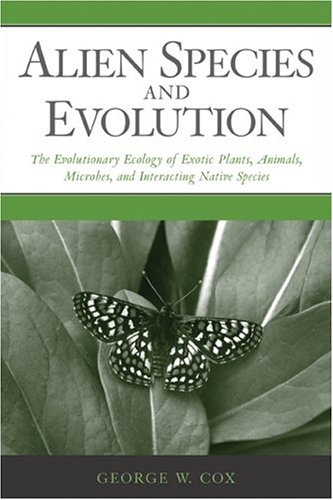 ALIEN SPECIES
AND
EVOLUTION
The Evolutionary Ecology of Exotic Plants, Animals,
Microbes, and Interacting Native Species
GEORGE W. COX